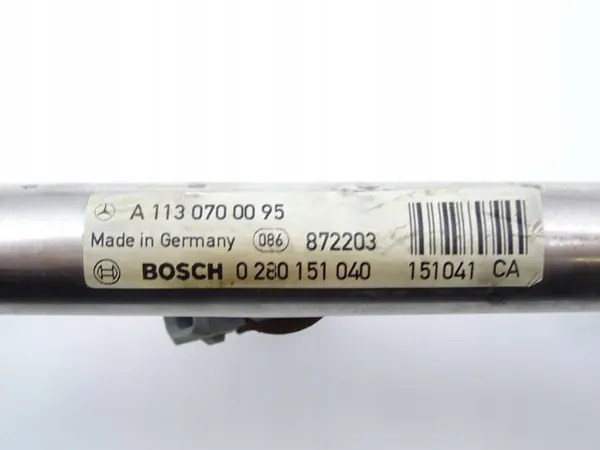 A 113 070 00 95
Made in Germany 086 872203
BOSCH 0 280 151 040 151041 CA